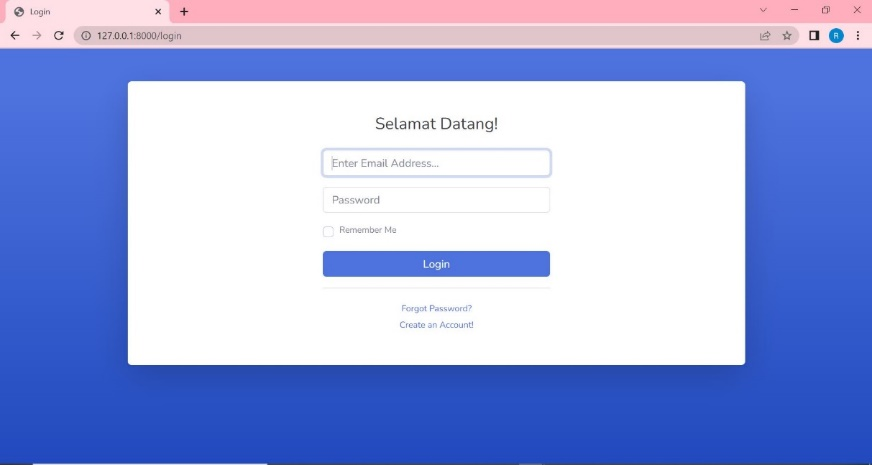 Login
127.0.0.1:8000/login
R
Selamat Datang!
Enter Email Address...
Password
Remember Me
Login
Forgot Password?
Create an Account!